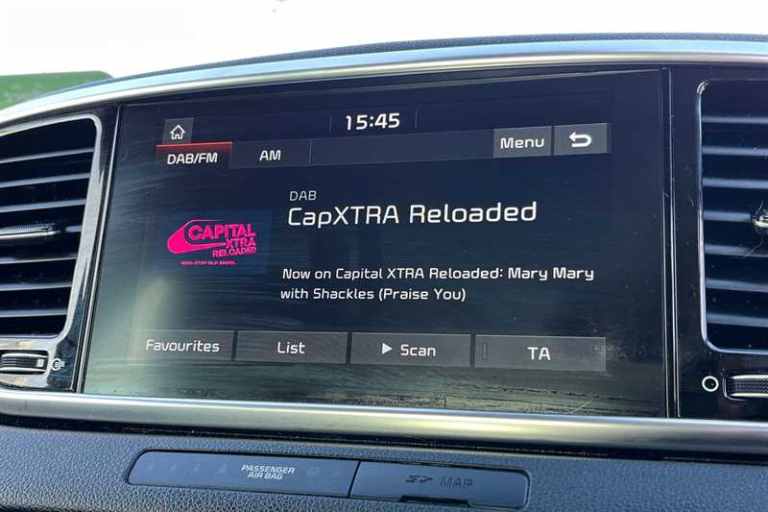 15:45
DAB/FM
AM
Menu
DAB
CapXTRA Reloaded
CAPITAL
XTRA
RELOADED
Now on Capital XTRA Reloaded: Mary Mary
with Shackles (Praise You)
Favourites
List
Scan
TA
PASSENGER
AIR BAG
MAP